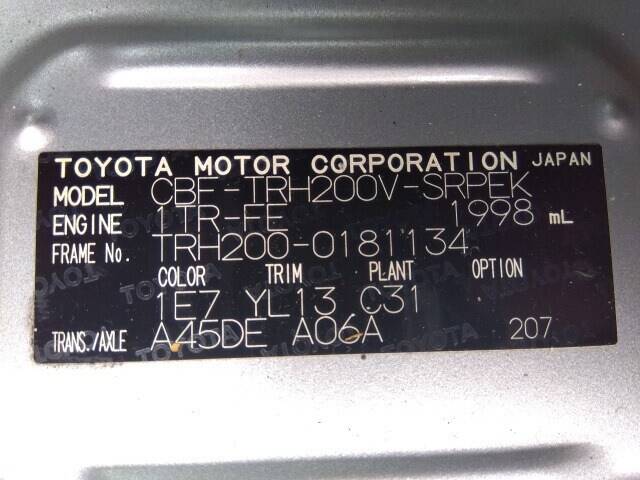 TOYOTA MOTOR CORPORATION JAPAN
MODEL CBF-TRH200V-SRPEK
ENGINE 1TR-FE 1998 mL
FRAME No. TRH200-0181134
COLOR TRIM PLANT OPTION
1E7 YL13 C31
TRANS./AXLE A45DE A06A 207